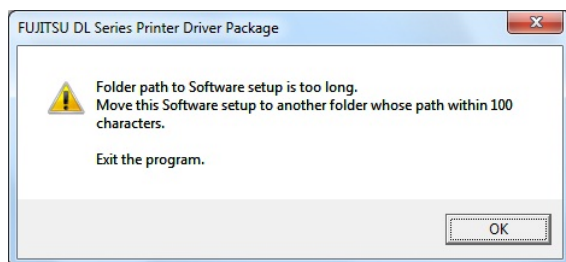 FUJITSU DL Series Printer Driver Package
Folder path to Software setup is too long.
Move this Software setup to another folder whose path within 100
characters.
Exit the program.
OK